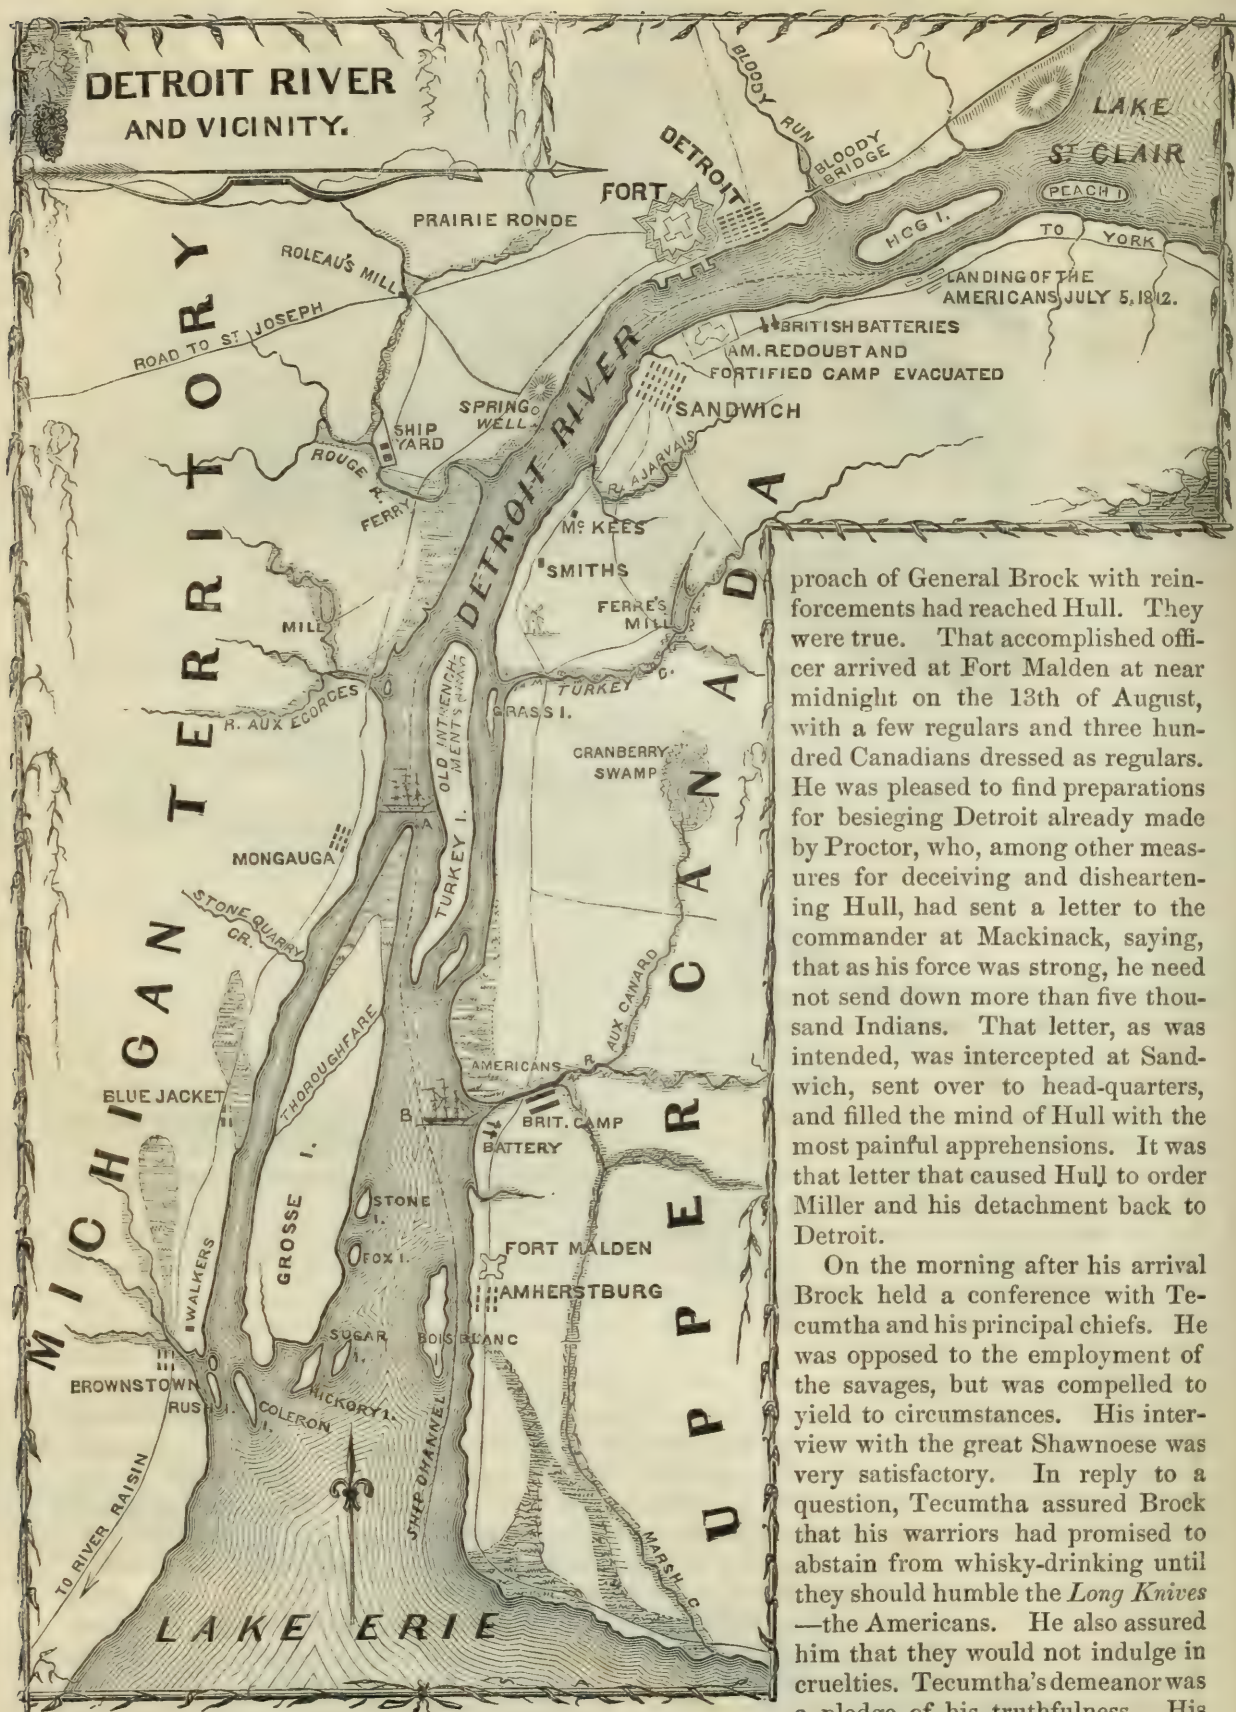 DETROIT RIVER
AND VICINITY.
LAKE
ST CLAIR
PEACH I
BLOODY RUN
BLOODY
BRIDGE
DETROIT
FORT
HOG I.
TO YORK
PRAIRIE RONDE
ROLEAU'S MILL
ROAD TO ST. JOSEPH
LANDING OF THE
AMERICANS JULY 5, 1812.
BRITISH BATTERIES
AM. REDOUBT AND
FORTIFIED CAMP EVACUATED
SANDWICH
SPRING
WELL
SHIP
YARD
ROUGE R.
FERRY
DETROIT RIVER
DETROIT RIVER
R. AJARVAIS
Mc KEES
SMITHS
FERRE'S
MILL
MILL
TURKEY C.
R. AUX ECORCES
GRASS I.
OLD INTRENCH-
MENTS
CRANBERRY
SWAMP
A
TURKEY I.
MONGAUGA
STONE QUARRY
CR.
THOROUGHFARE
AUX CANARD
R.
AMERICANS
BLUE JACKET
B
BRIT. CAMP
BATTERY
GROSSE I.
STONE
I.
FOX I.
FORT MALDEN
AMHERSTBURG
WALKERS
SUGAR
I.
BOIS BLANC
BROWNSTOWN
RUSH I.
COLERON
I.
HICKORY I.
SHIP CHANNEL
TO RIVER RAISIN
MARSH C.
LAKE ERIE
MICHIGAN TERRITORY
UPPER CANADA
proach of General Brock with rein-
forcements had reached Hull. They
were true. That accomplished offi-
cer arrived at Fort Malden at near
midnight on the 13th of August,
with a few regulars and three hun-
dred Canadians dressed as regulars.
He was pleased to find preparations
for besieging Detroit already made
by Proctor, who, among other meas-
ures for deceiving and dishearten-
ing Hull, had sent a letter to the
commander at Mackinack, saying,
that as his force was strong, he need
not send down more than five thou-
sand Indians. That letter, as was
intended, was intercepted at Sand-
wich, sent over to head-quarters,
and filled the mind of Hull with the
most painful apprehensions. It was
that letter that caused Hull to order
Miller and his detachment back to
Detroit.
On the morning after his arrival
Brock held a conference with Te-
cumtha and his principal chiefs. He
was opposed to the employment of
the savages, but was compelled to
yield to circumstances. His inter-
view with the great Shawnoese was
very satisfactory. In reply to a
question, Tecumtha assured Brock
that his warriors had promised to
abstain from whisky-drinking until
they should humble the Long Knives
—the Americans. He also assured
him that they would not indulge in
cruelties. Tecumtha's demeanor was
a pledge of his truthfulness. His